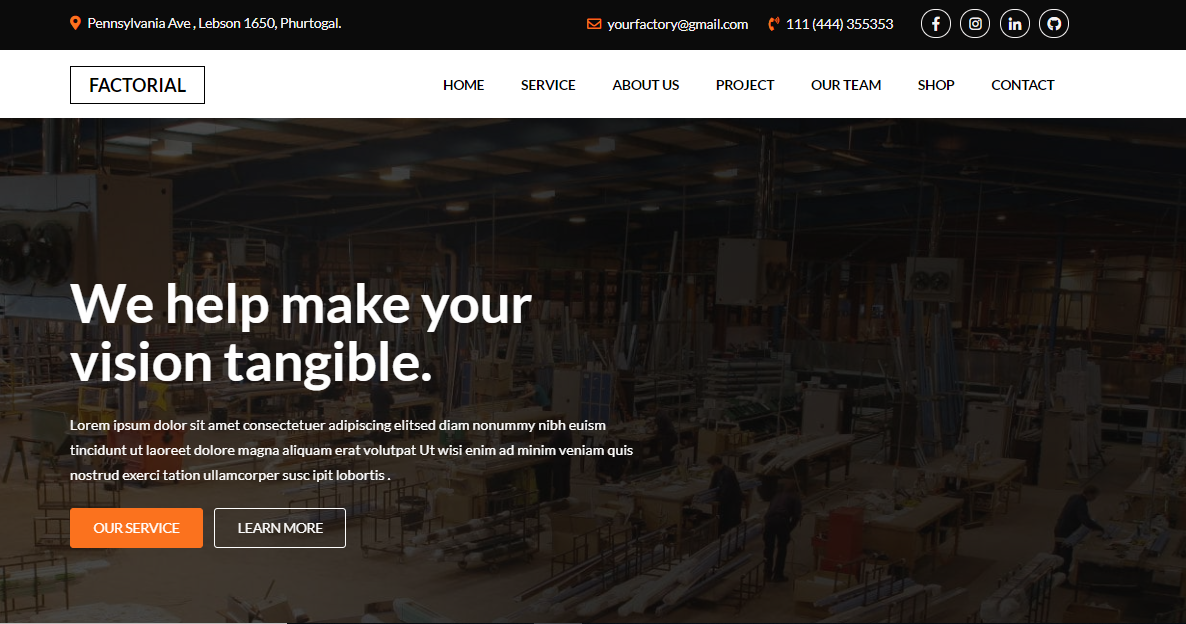 Pennsylvania Ave , Lebson 1650, Phurtogal.
yourfactory@gmail.com
111 (444) 355353
FACTORIAL
HOME
SERVICE
ABOUT US
PROJECT
OUR TEAM
SHOP
CONTACT
We help make your
vision tangible.
Lorem ipsum dolor sit amet consectetuer adipiscing elitsed diam nonummy nibh euism
tincidunt ut laoreet dolore magna aliquam erat volutpat Ut wisi enim ad minim veniam quis
nostrud exerci tation ullamcorper susc ipit lobortis .
OUR SERVICE
LEARN MORE